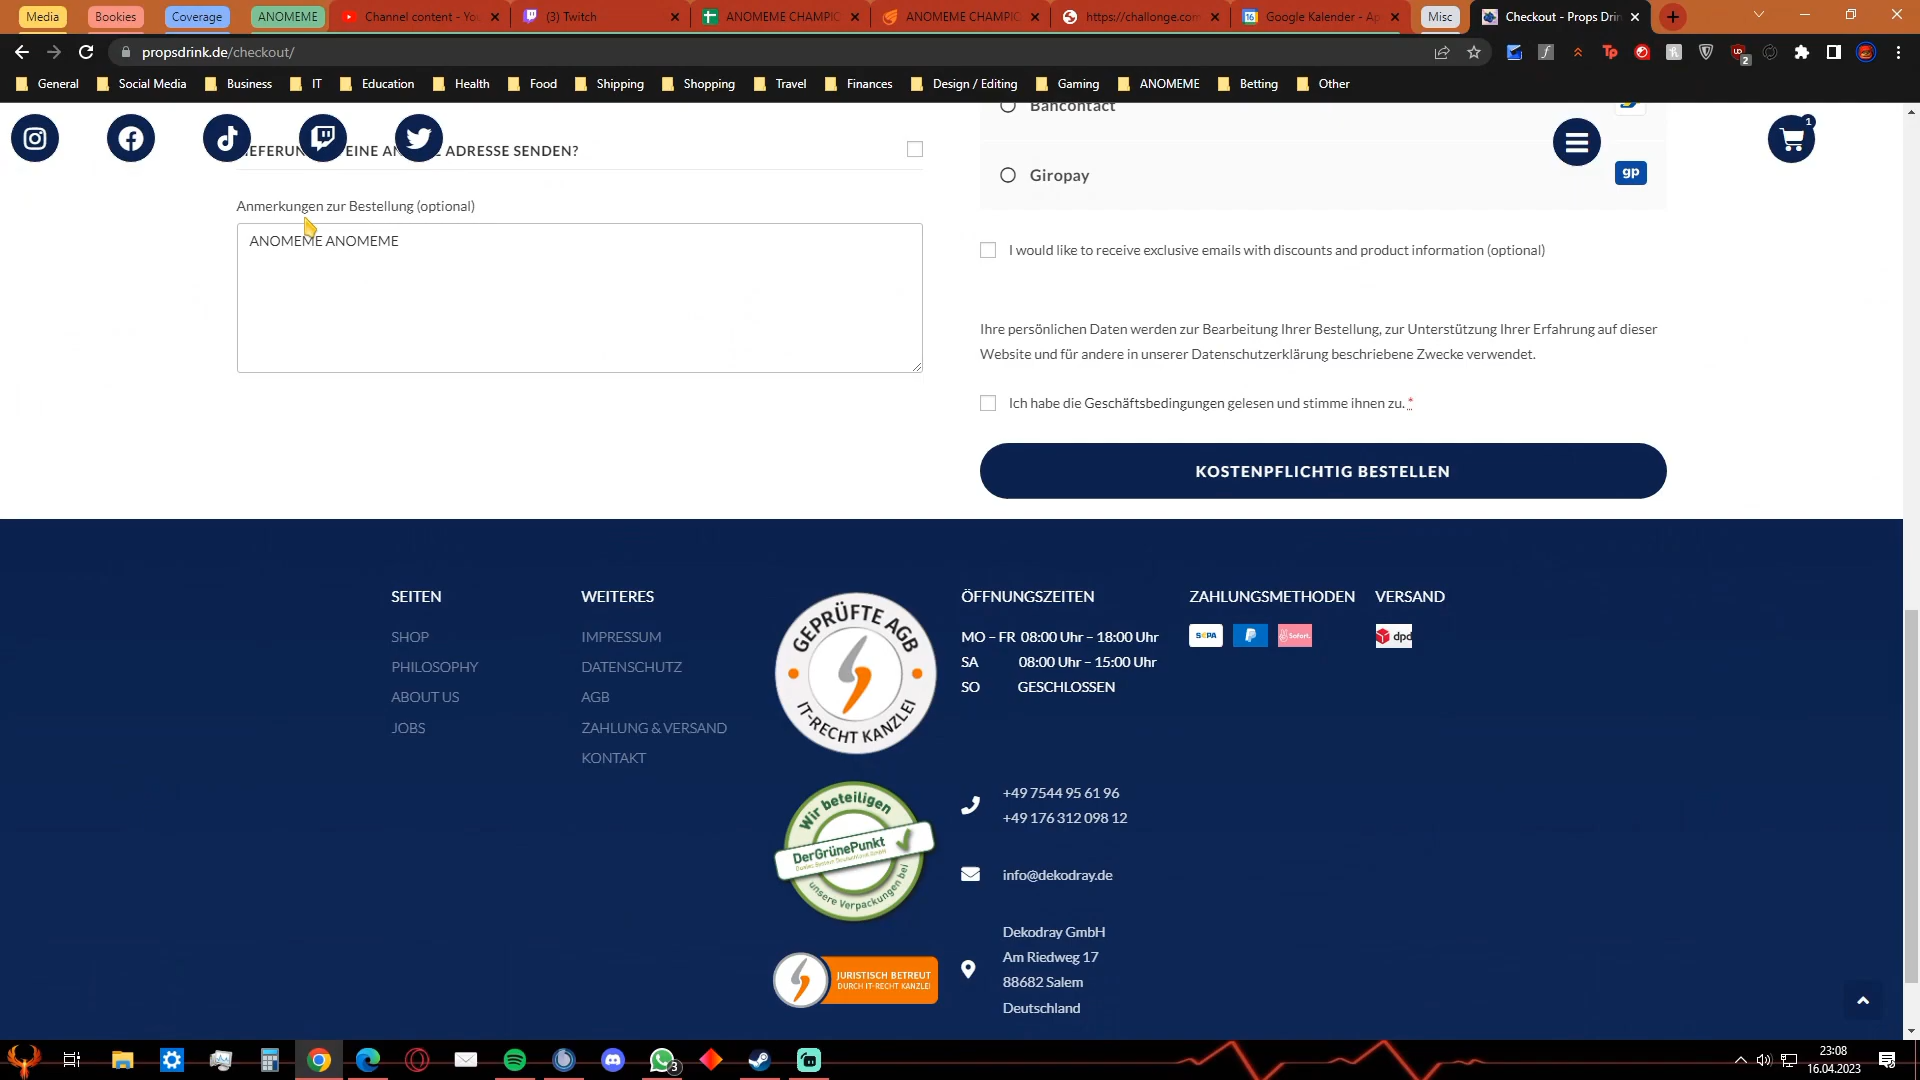 Media
Bookies
Coverage
ANOMEME
Channel content - You
(3) Twitch
ANOMEME CHAMPIC
ANOMEME CHAMPIC
https://challonge.com
Google Kalender - Ap
Misc
Checkout - Props Drin
propsdrink.de/checkout/
General
Social Media
Business
IT
Education
Health
Food
Shipping
Shopping
Travel
Finances
Design / Editing
Gaming
ANOMEME
Betting
Other
Bancontact
1
ADRESSE SENDEN?
Giropay
gp
Anmerkungen zur Bestellung (optional)
ANOMEME ANOMEME
I would like to receive exclusive emails with discounts and product information (optional)
Ihre persönlichen Daten werden zur Bearbeitung Ihrer Bestellung, zur Unterstützung Ihrer Erfahrung auf dieser
Website und für andere in unserer Datenschutzerklärung beschriebene Zwecke verwendet.
Ich habe die Geschäftsbedingungen gelesen und stimme ihnen zu. *
KOSTENPFLICHTIG BESTELLEN
SEITEN
SHOP
PHILOSOPHY
ABOUT US
JOBS
WEITERES
IMPRESSUM
DATENSCHUTZ
AGB
ZAHLUNG & VERSAND
KONTAKT
GEPRÜFTE AGB
IT-RECHT KANZLEI
Wir beteiligen
DerGrünePunkt
unsere Verpackungen bei
JURISTISCH BETREUT
DURCH IT-RECHT KANZLEI
ÖFFNUNGSZEITEN
MO – FR 08:00 Uhr – 18:00 Uhr
SA 08:00 Uhr – 15:00 Uhr
SO GESCHLOSSEN
+49 7544 95 61 96
+49 176 312 098 12
info@dekodray.de
Dekodray GmbH
Am Riedweg 17
88682 Salem
Deutschland
ZAHLUNGSMETHODEN
SEPA
Sofort.
VERSAND
dpd
3
23:08
16.04.2023